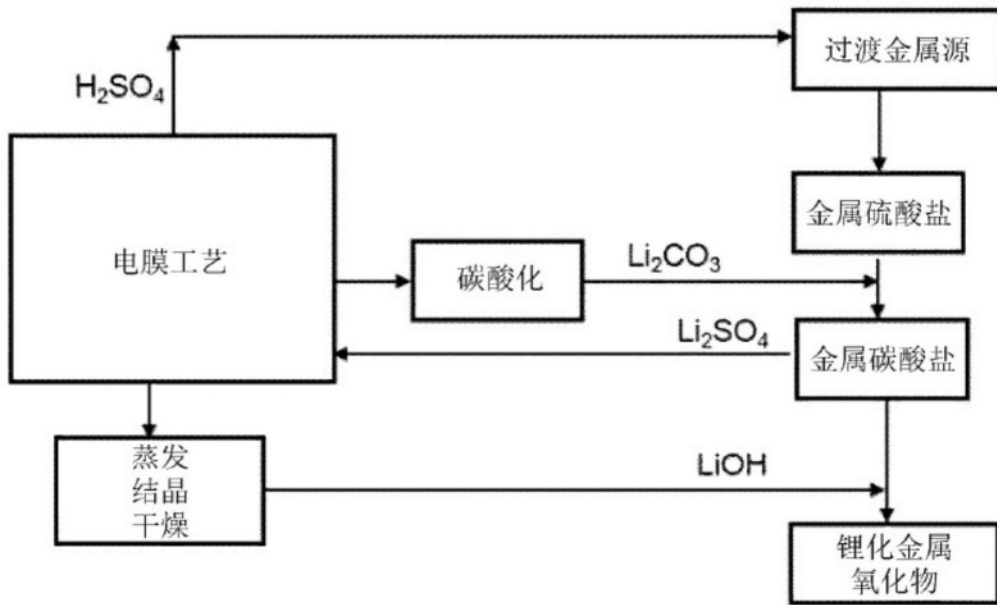 过渡金属源
H₂SO₄
金属硫酸盐
电膜工艺
碳酸化
Li₂CO₃
Li₂SO₄
金属碳酸盐
蒸发
结晶
干燥
LiOH
锂化金属
氧化物